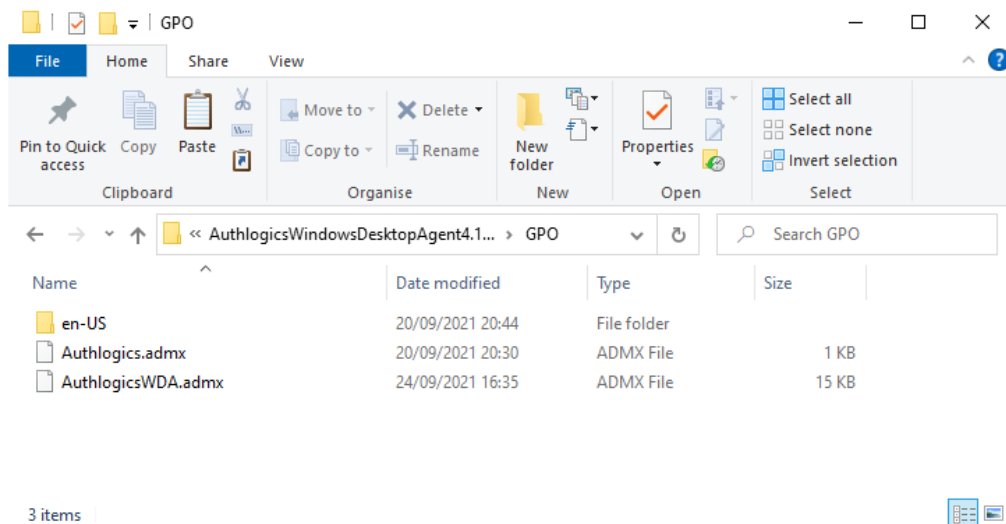 GPO
File Home Share View
Pin to Quick access
Copy
Paste
Clipboard
Move to
Copy to
Delete
Rename
Organise
New folder
New
Properties
Open
Select all
Select none
Invert selection
Select
« AuthlogicsWindowsDesktopAgent4.1... › GPO
Search GPO
Name Date modified Type Size
en-US 20/09/2021 20:44 File folder
Authlogics.admx 20/09/2021 20:30 ADMX File 1 KB
AuthlogicsWDA.admx 24/09/2021 16:35 ADMX File 15 KB
3 items